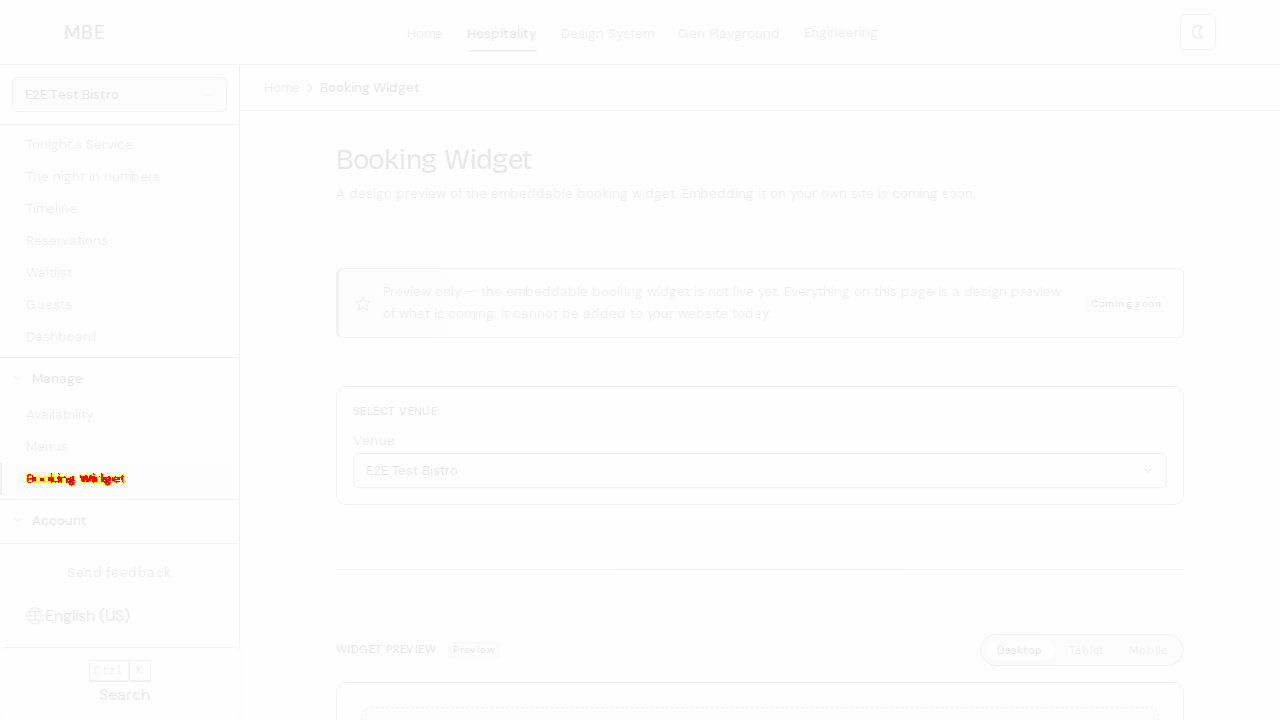 MBE
Home
Hospitality
Design System
Gen Playground
Engineering
E2E Test Bistro
Home > Booking Widget
Tonight's Service
The night in numbers
Timeline
Reservations
Waitlist
Guests
Dashboard
Manage
Availability
Menus
Booking Widget
Account
Send feedback
English (US)
Ctrl K
Search
Booking Widget
A design preview of the embeddable booking widget. Embedding it on your own site is coming soon.
Preview only — the embeddable booking widget is not live yet. Everything on this page is a design preview
of what is coming; it cannot be added to your website today.
Coming soon
SELECT VENUE
Venue
E2E Test Bistro
WIDGET PREVIEW
Preview
Desktop
Tablet
Mobile